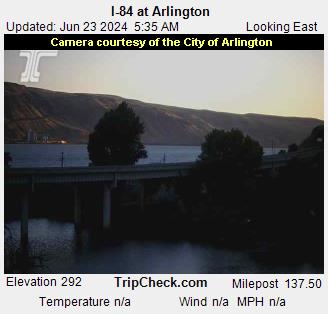 I-84 at Arlington
Updated: Jun 23 2024 5:35 AM Looking East
Camera courtesy of the City of Arlington
Elevation 292 TripCheck.com Milepost 137.50
Temperature n/a Wind n/a MPH n/a